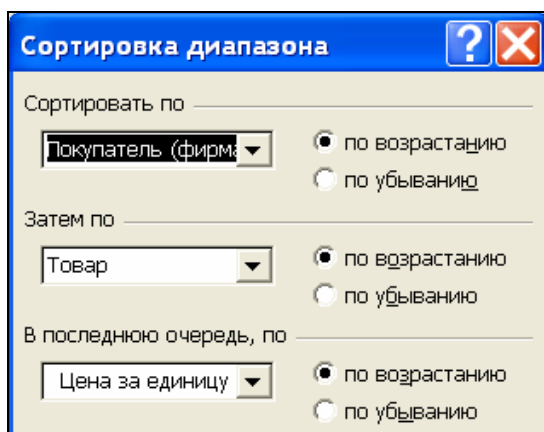 Сортировка диапазона
Сортировать по
Покупатель (фирма
по возрастанию
по убыванию
Затем по
Товар
по возрастанию
по убыванию
В последнюю очередь, по
Цена за единицу
по возрастанию
по убыванию